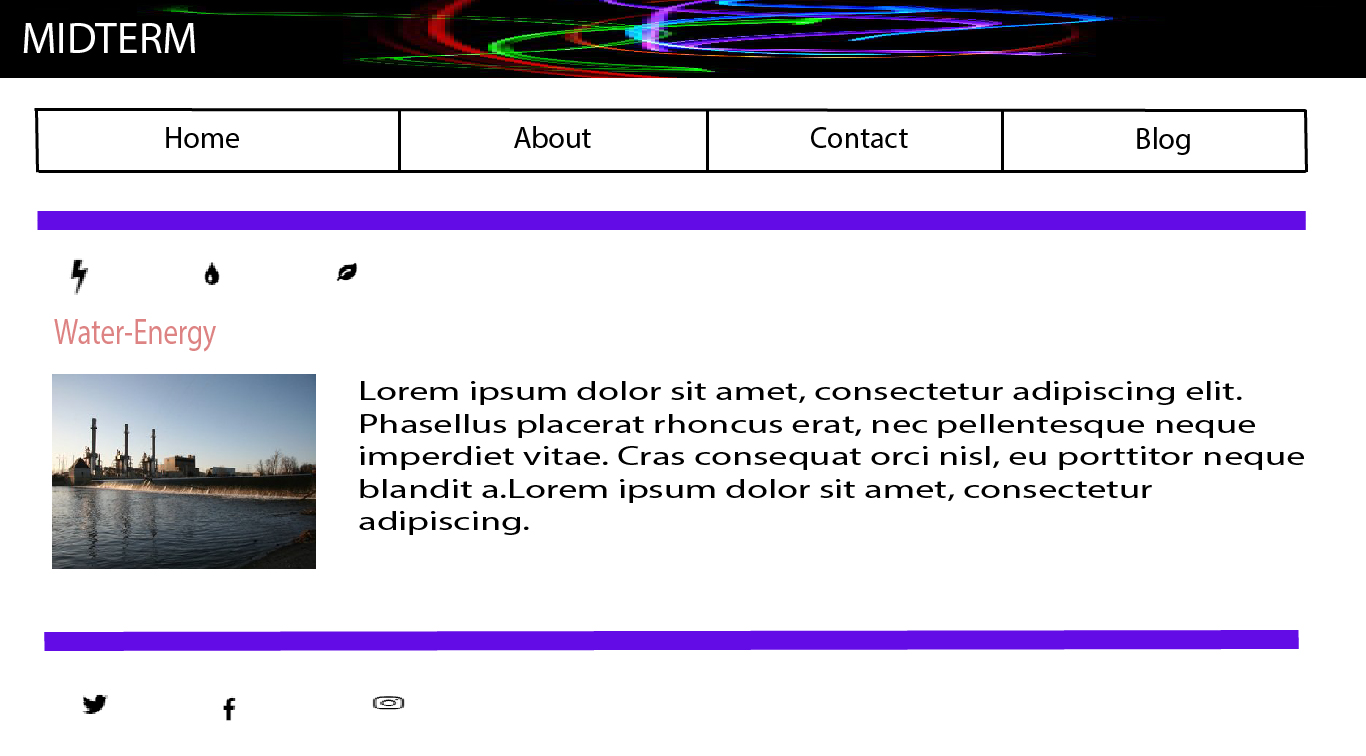 MIDTERM
Home About Contact Blog
Water-Energy
Lorem ipsum dolor sit amet, consectetur adipiscing elit.
Phasellus placerat rhoncus erat, nec pellentesque neque
imperdiet vitae. Cras consequat orci nisl, eu porttitor neque
blandit a.Lorem ipsum dolor sit amet, consectetur
adipiscing.